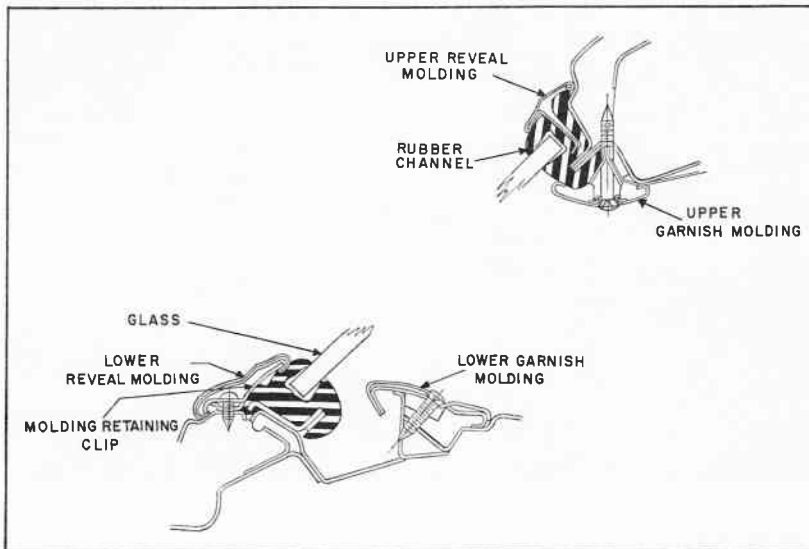 UPPER REVEAL
MOLDING
RUBBER
CHANNEL
UPPER
GARNISH MOLDING
GLASS
LOWER
REVEAL MOLDING
LOWER GARNISH
MOLDING
MOLDING RETAINING
CLIP